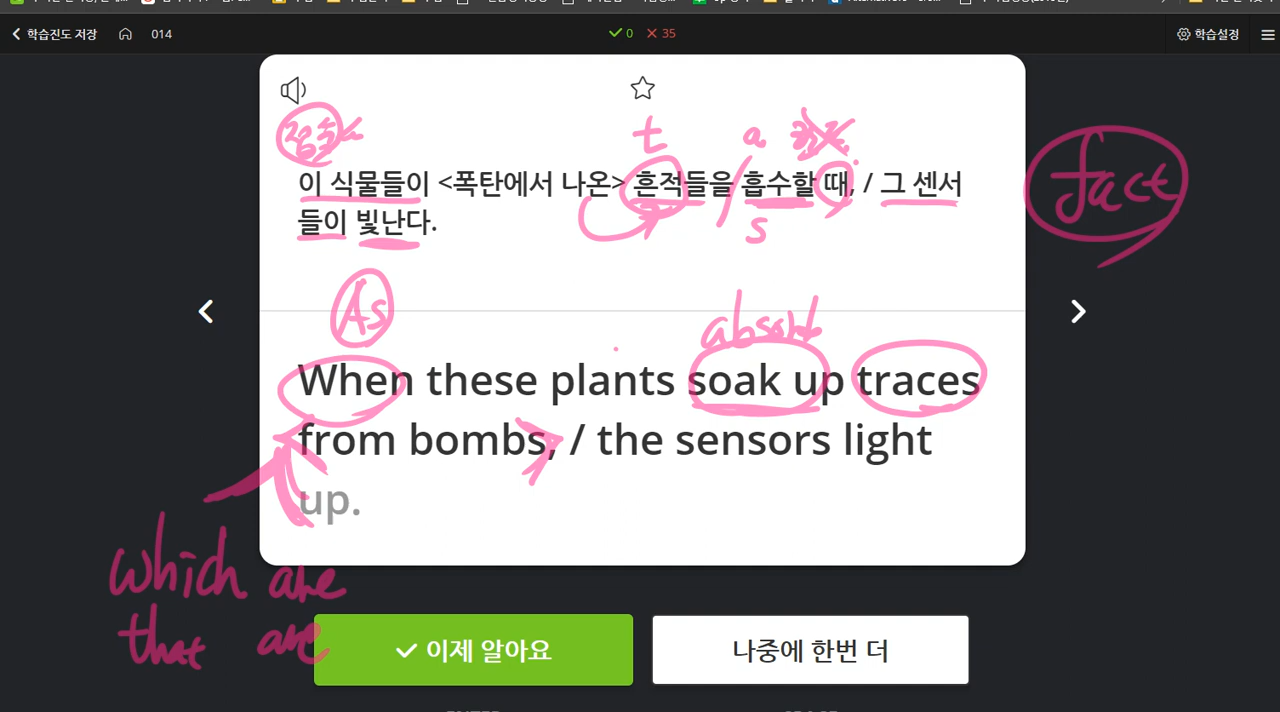 학습진도 저장 014 0 35 학습설정
접속사
t a
이 식물들이 <폭탄에서 나온> 흔적들을 흡수할 때, / 그 센서
들이 빛난다.
s
fact
As
absorb
When these plants soak up traces
from bombs, / the sensors light
up.
which are
that are
이제 알아요 나중에 한번 더